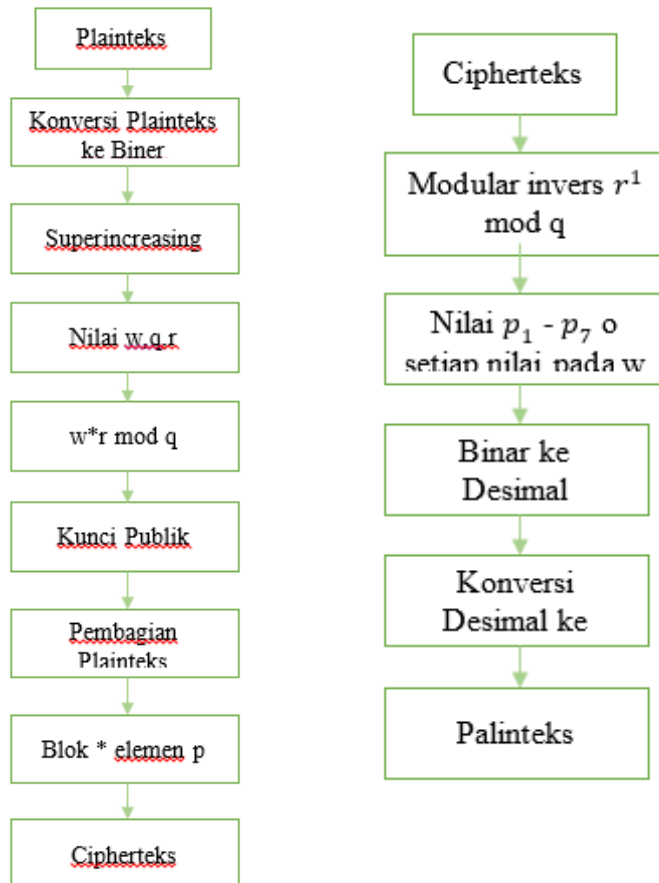 Plainteks
Konversi Plainteks
ke Biner
Superincreasing
Nilai w,q,r
w*r mod q
Kunci Publik
Pembagian
Plainteks
Blok * elemen p
Cipherteks
Cipherteks
Modular invers r¹
mod q
Nilai p₁ - p₇ o
setiap nilai pada w
Binar ke
Desimal
Konversi
Desimal ke
Palinteks